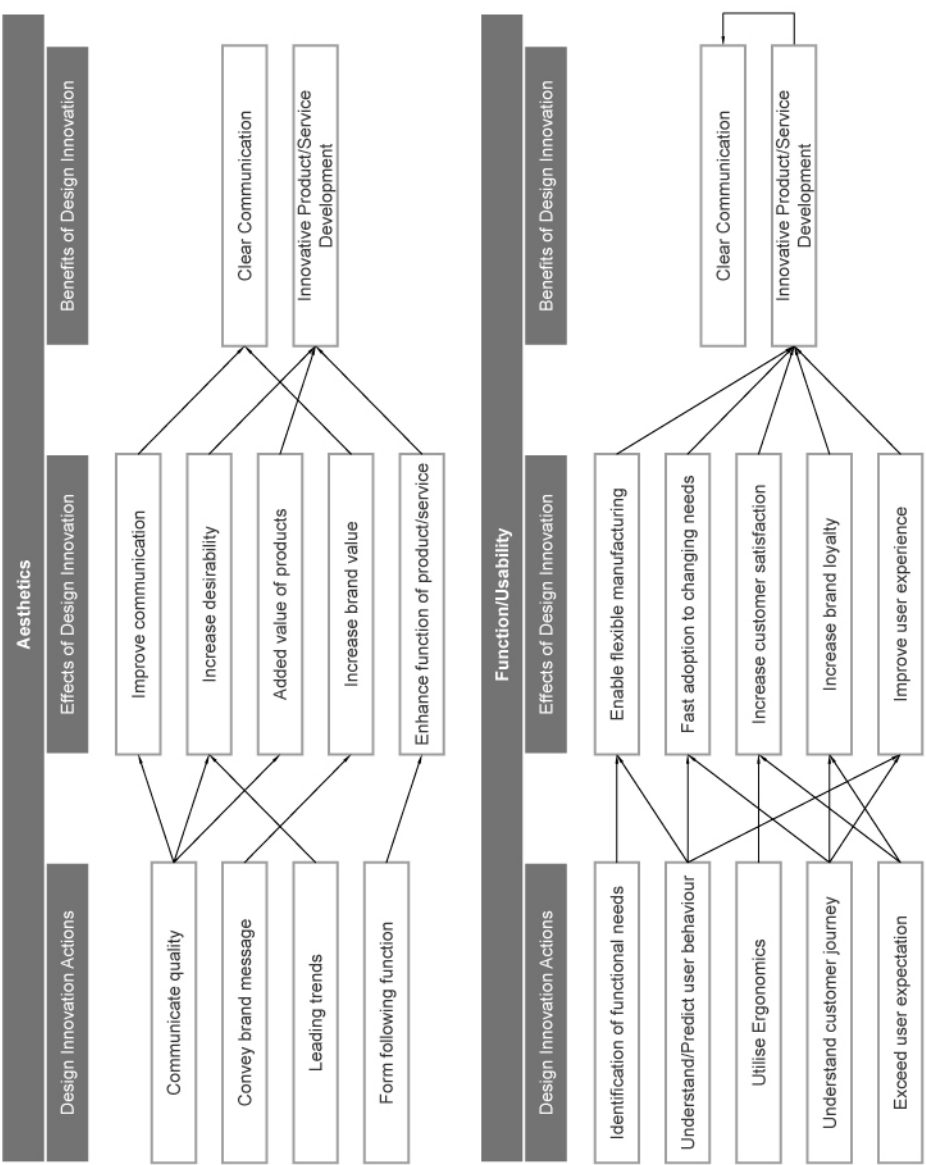 Aesthetics
Design Innovation Actions
Effects of Design Innovation
Benefits of Design Innovation
Communicate quality
Convey brand message
Leading trends
Form following function
Improve communication
Increase desirability
Added value of products
Increase brand value
Enhance function of product/service
Clear Communication
Innovative Product/Service
Development
Function/Usability
Design Innovation Actions
Effects of Design Innovation
Benefits of Design Innovation
Identification of functional needs
Understand/Predict user behaviour
Utilise Ergonomics
Understand customer journey
Exceed user expectation
Enable flexible manufacturing
Fast adoption to changing needs
Increase customer satisfaction
Increase brand loyalty
Improve user experience
Clear Communication
Innovative Product/Service
Development